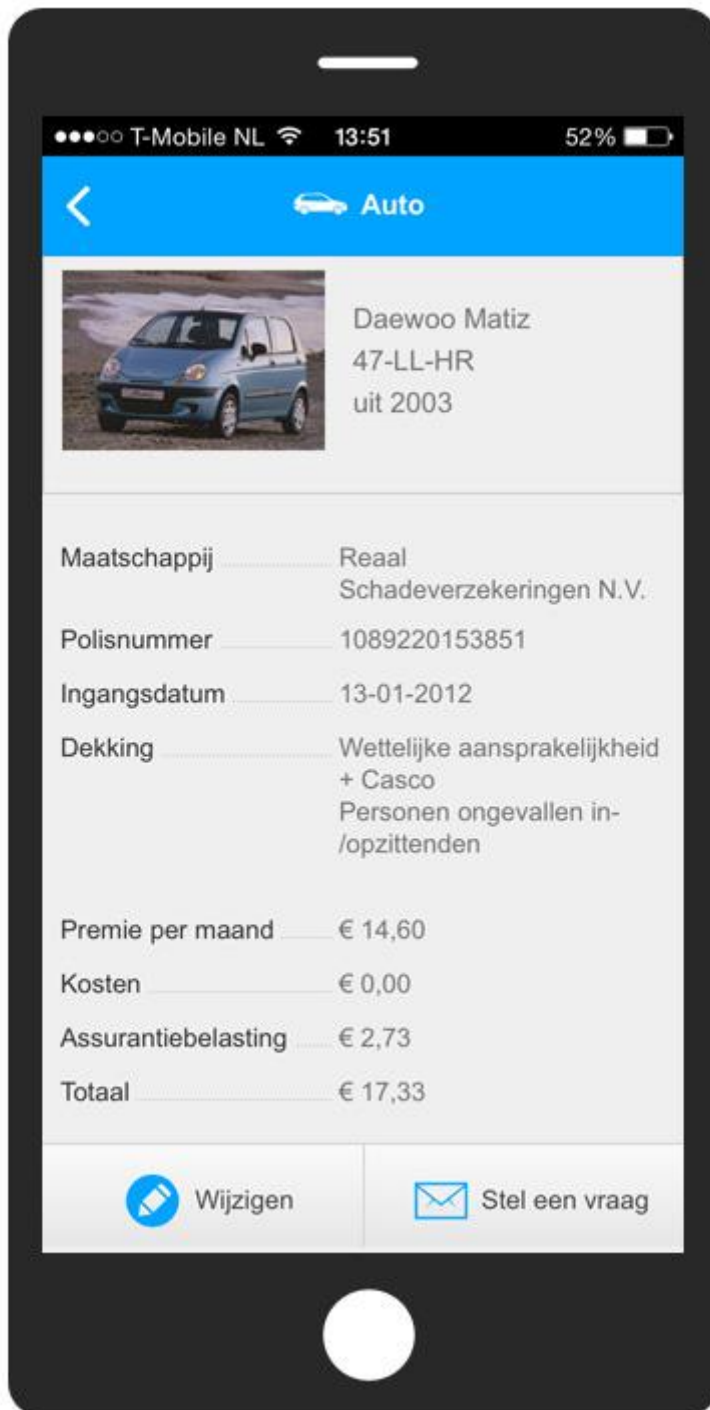 T-Mobile NL 13:51 52%
Auto
Daewoo Matiz
47-LL-HR
uit 2003
Maatschappij Reaal
Schadeverzekeringen N.V.
Polisnummer 1089220153851
Ingangsdatum 13-01-2012
Dekking Wettelijke aansprakelijkheid
+ Casco
Personen ongevallen in-
/opzittenden
Premie per maand € 14,60
Kosten € 0,00
Assurantiebelasting € 2,73
Totaal € 17,33
Wijzigen Stel een vraag